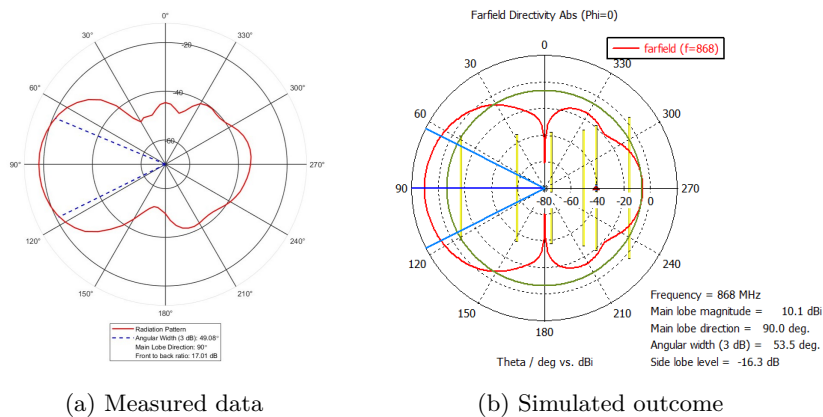 0°
30°
330°
-20
60°
300°
-40
-60
90°
270°
120°
240°
150°
210°
180°
Radiation Pattern
Angular Width (3 dB): 49.08°
Main Lobe Direction: 90°
Front to back ratio: 17.01 dB
(a) Measured data
Farfield Directivity Abs (Phi=0)
farfield (f=868)
0
30
330
60
300
90
-80
-60
-40
-20
0
270
120
240
150
210
180
Theta / deg vs. dBi
Frequency = 868 MHz
Main lobe magnitude = 10.1 dBi
Main lobe direction = 90.0 deg.
Angular width (3 dB) = 53.5 deg.
Side lobe level = -16.3 dB
(b) Simulated outcome